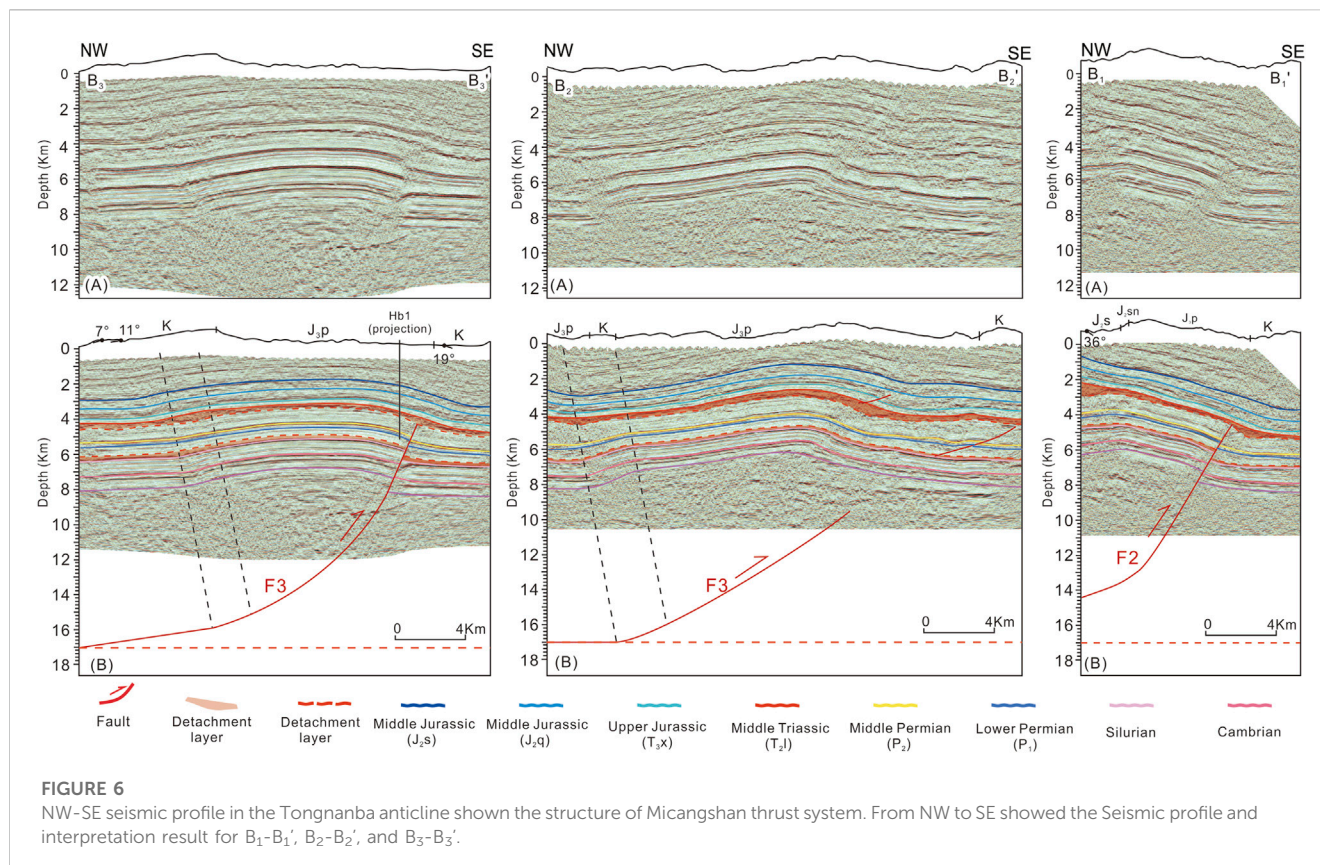 NW SE
B₃ B₃'
Depth (Km)
0
2
4
6
8
10
12
(A)
NW SE
B₂ B₂'
Depth (Km)
0
2
4
6
8
10
12
(A)
NW SE
B₁ B₁'
Depth (Km)
0
2
4
6
8
10
12
(A)
7° 11° K J₃p Hb1
(projection) K
19°
Depth (Km)
0
2
4
6
8
10
12
14
16
18
F3
0 4Km
(B)
J₃p K J₃p K
Depth (Km)
0
2
4
6
8
10
12
14
16
18
F3
0 4Km
(B)
J₂s J₂sn J₃p K
36°
Depth (Km)
0
2
4
6
8
10
12
14
16
18
F2
0 4Km
(B)
Fault
Detachment
layer
Detachment
layer
Middle Jurassic
(J₂s)
Middle Jurassic
(J₂q)
Upper Jurassic
(T₃x)
Middle Triassic
(T₂l)
Middle Permian
(P₂)
Lower Permian
(P₁)
Silurian
Cambrian
FIGURE 6
NW-SE seismic profile in the Tongnanba anticline shown the structure of Micangshan thrust system. From NW to SE showed the Seismic profile and
interpretation result for B₁-B₁′, B₂-B₂′, and B₃-B₃′.